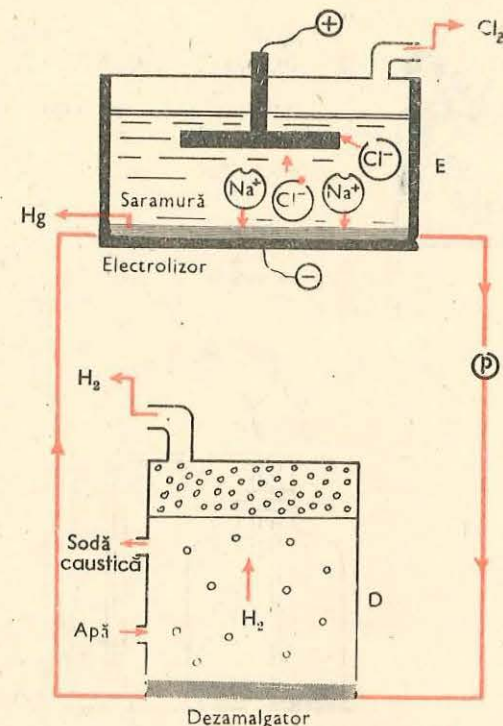 +
Cl₂
Cl⁻
E
Na⁺
Cl⁻
Na⁺
Saramură
Hg
Electrolizor
−
P
H₂
Sodă
caustică
H₂
D
Apă
Dezamalgator